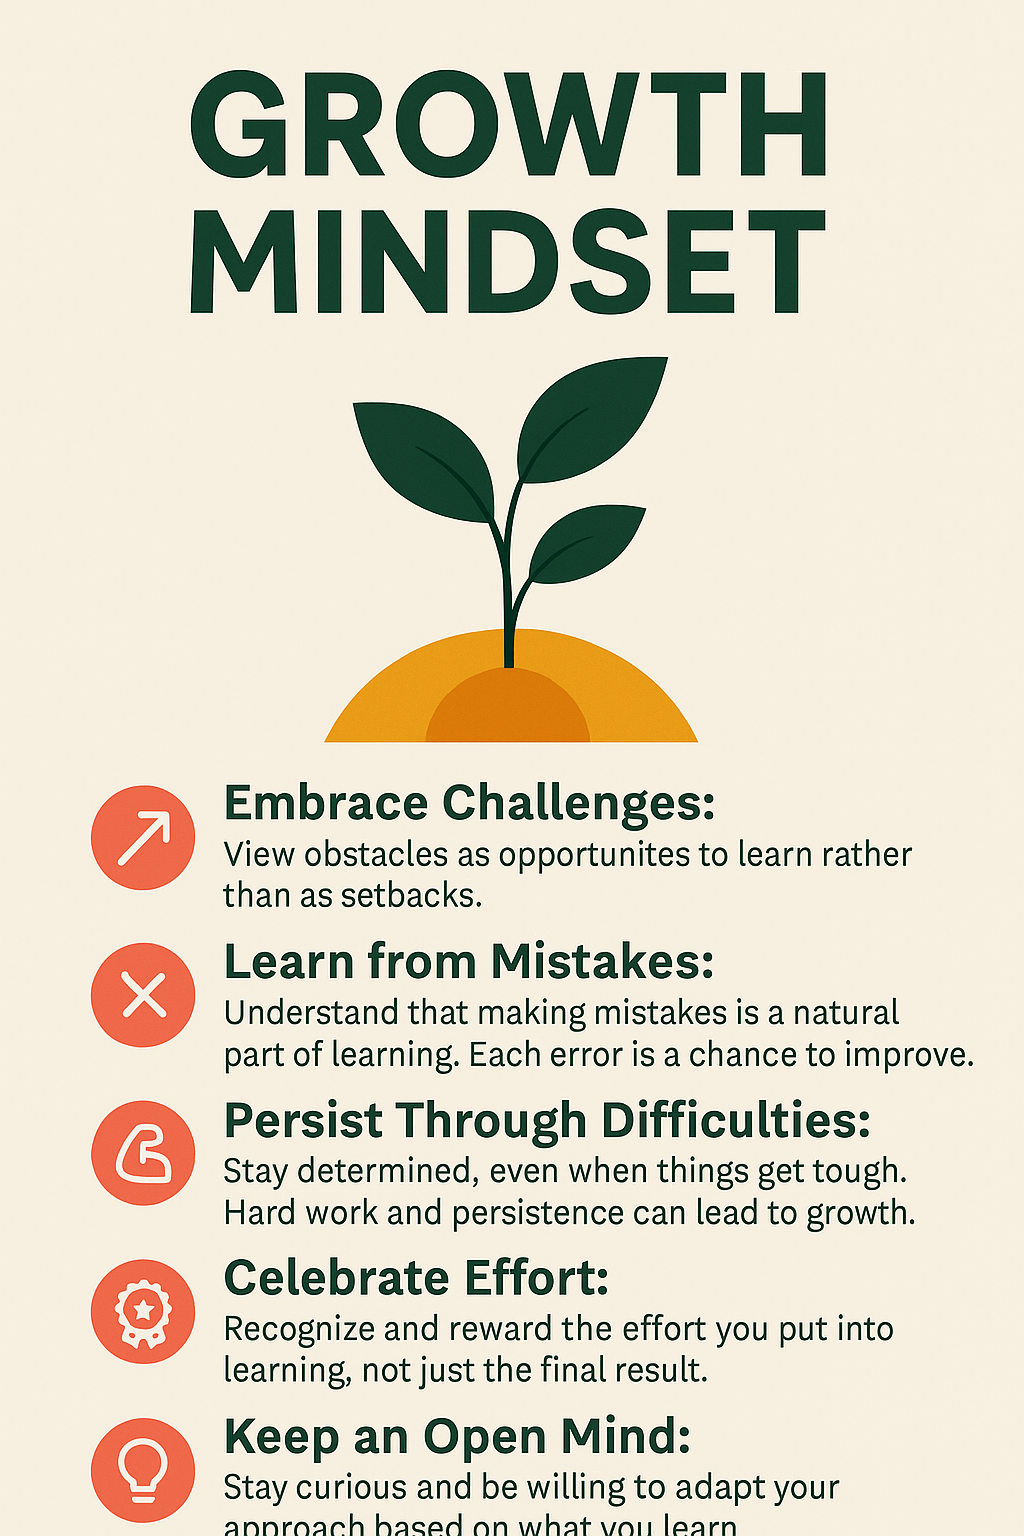 GROWTH
MINDSET
Embrace Challenges:
View obstacles as opportunites to learn rather
than as setbacks.
Learn from Mistakes:
Understand that making mistakes is a natural
part of learning. Each error is a chance to improve.
Persist Through Difficulties:
Stay determined, even when things get tough.
Hard work and persistence can lead to growth.
Celebrate Effort:
Recognize and reward the effort you put into
learning, not just the final result.
Keep an Open Mind:
Stay curious and be willing to adapt your
approach based on what you learn